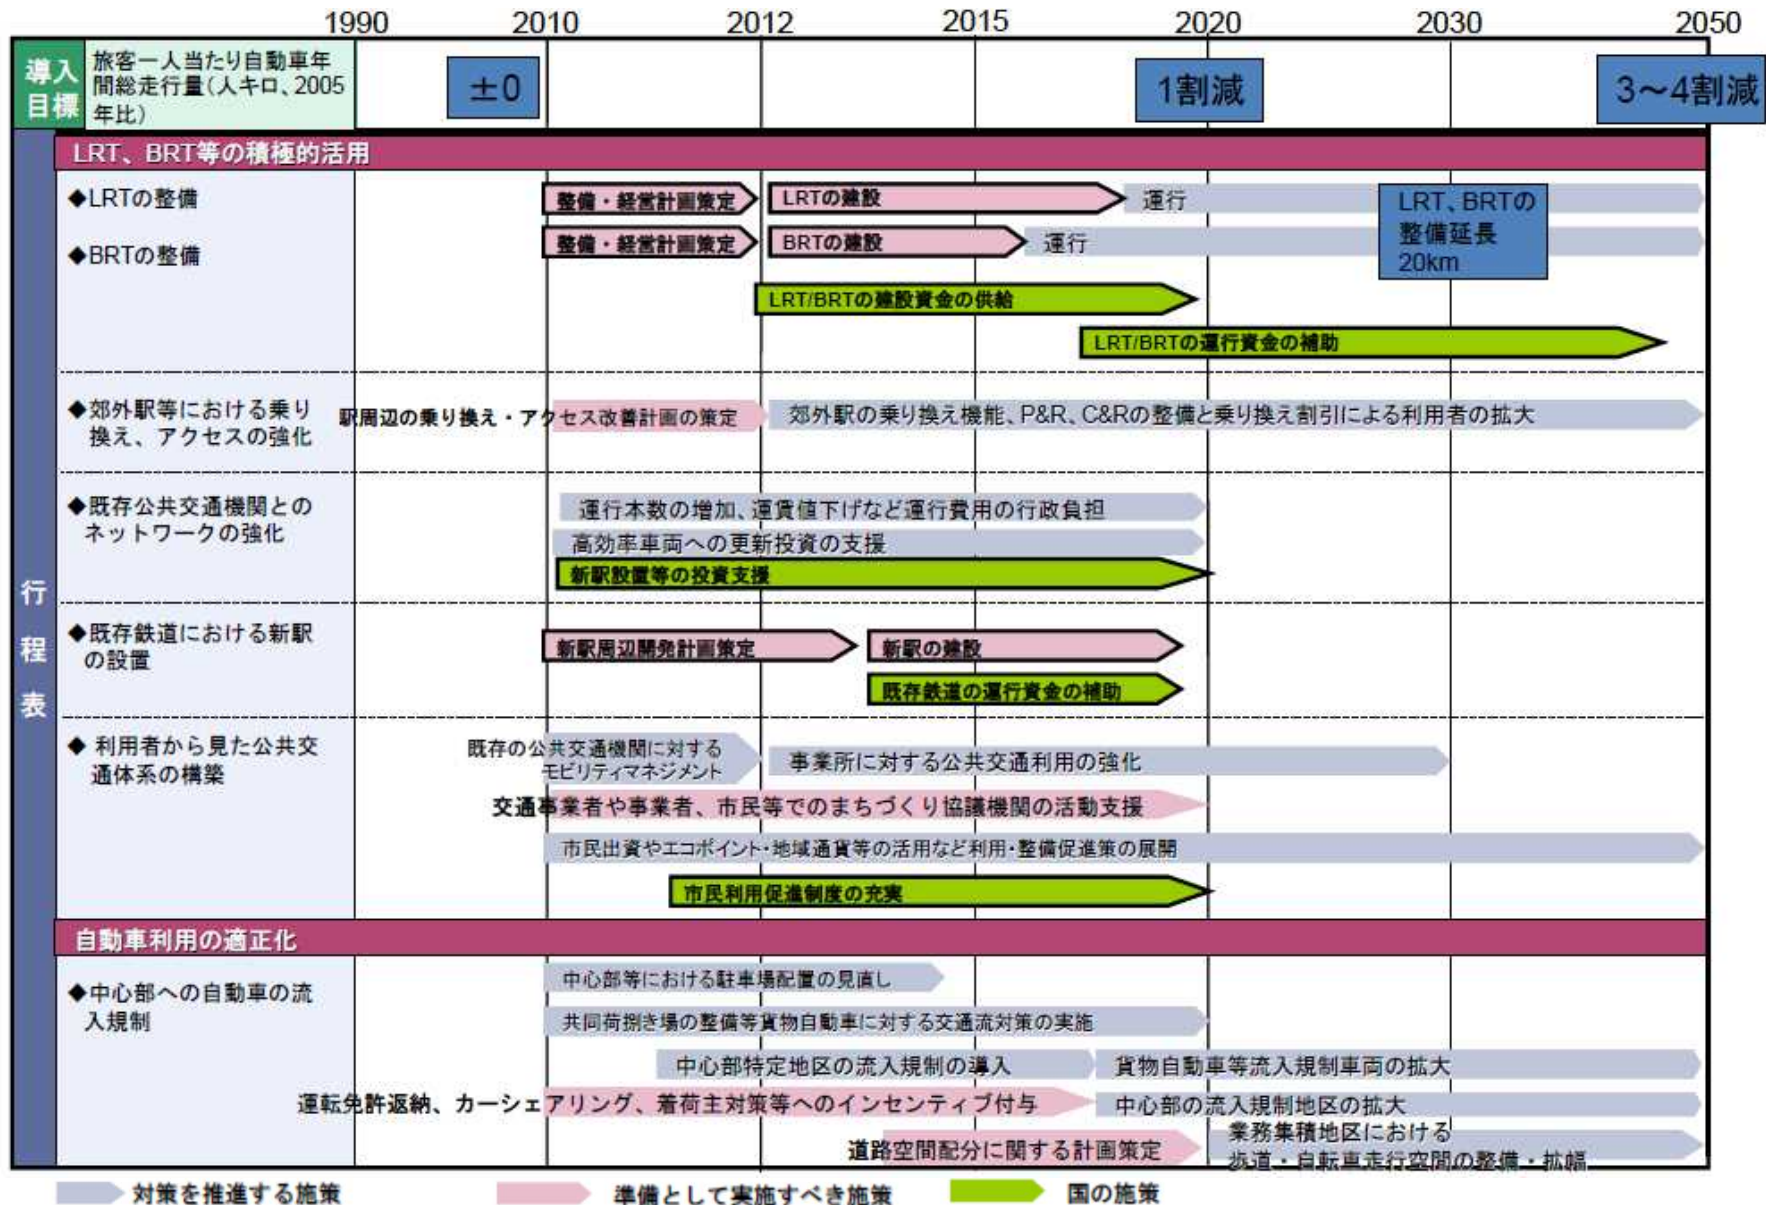 1990 2010 2012 2015 2020 2030 2050
導入
目標
旅客一人当たり自動車年
間総走行量(人キロ、2005
年比)
±0
1割減
3～4割減
行程表
LRT、BRT等の積極的活用
◆LRTの整備
整備・経営計画策定
LRTの建設
運行
◆BRTの整備
整備・経営計画策定
BRTの建設
運行
LRT、BRTの
整備延長
20km
LRT/BRTの建設資金の供給
LRT/BRTの運行資金の補助
◆郊外駅等における乗り
換え、アクセスの強化
駅周辺の乗り換え・アクセス改善計画の策定
郊外駅の乗り換え機能、P&R、C&Rの整備と乗り換え割引による利用者の拡大
◆既存公共交通機関との
ネットワークの強化
運行本数の増加、運賃値下げなど運行費用の行政負担
高効率車両への更新投資の支援
新駅設置等の投資支援
◆既存鉄道における新駅
の設置
新駅周辺開発計画策定
新駅の建設
既存鉄道の運行資金の補助
◆ 利用者から見た公共交
通体系の構築
既存の公共交通機関に対する
モビリティマネジメント
事業所に対する公共交通利用の強化
交通事業者や事業者、市民等でのまちづくり協議機関の活動支援
市民出資やエコポイント・地域通貨等の活用など利用・整備促進策の展開
市民利用促進制度の充実
自動車利用の適正化
◆中心部への自動車の流
入規制
中心部等における駐車場配置の見直し
共同荷捌き場の整備等貨物自動車に対する交通流対策の実施
中心部特定地区の流入規制の導入
貨物自動車等流入規制車両の拡大
運転免許返納、カーシェアリング、着荷主対策等へのインセンティブ付与
中心部の流入規制地区の拡大
道路空間配分に関する計画策定
業務集積地区における
歩道・自転車走行空間の整備・拡幅
対策を推進する施策
準備として実施すべき施策
国の施策